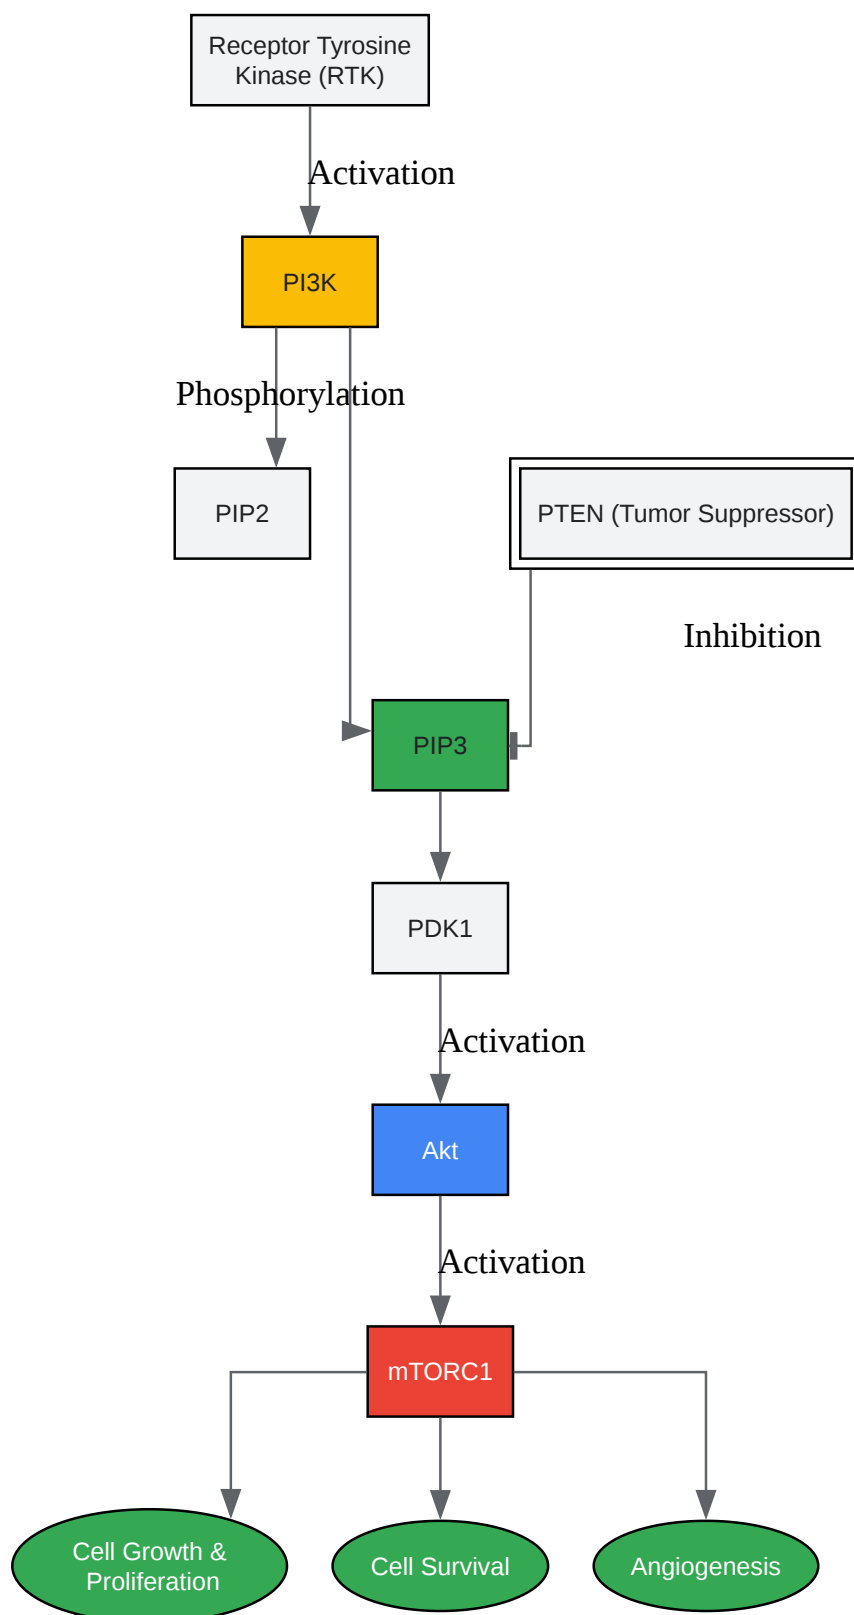 Receptor Tyrosine
Kinase (RTK)
Activation
PI3K
Phosphorylation
PIP2
PTEN (Tumor Suppressor)
Inhibition
PIP3
PDK1
Activation
Akt
Activation
mTORC1
Cell Growth &
Proliferation
Cell Survival
Angiogenesis